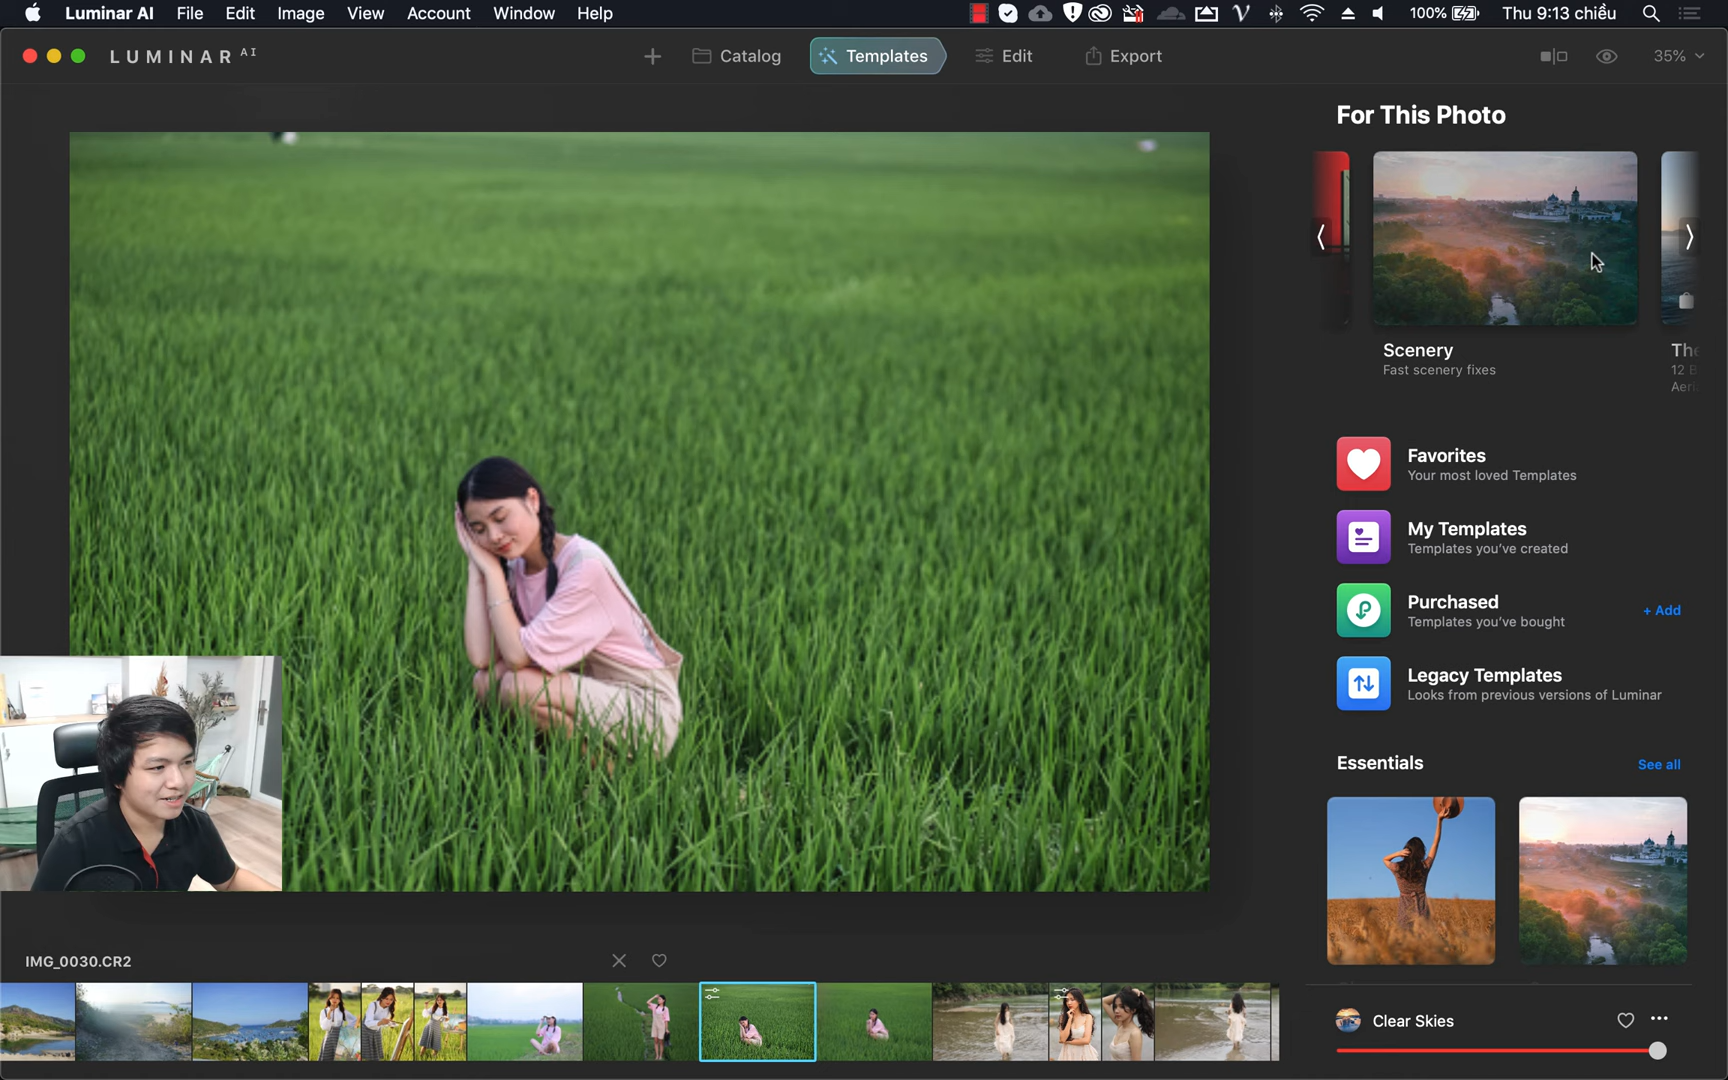 Luminar AI File Edit Image View Account Window Help 100% Thu 9:13 chiều
LUMINAR AI
Catalog Templates Edit Export 35%
For This Photo
Scenery
Fast scenery fixes
12 B
Favorites
Your most loved Templates
My Templates
Templates you've created
Purchased
Templates you've bought
+ Add
Legacy Templates
Looks from previous versions of Luminar
Essentials
See all
IMG_0030.CR2
Clear Skies